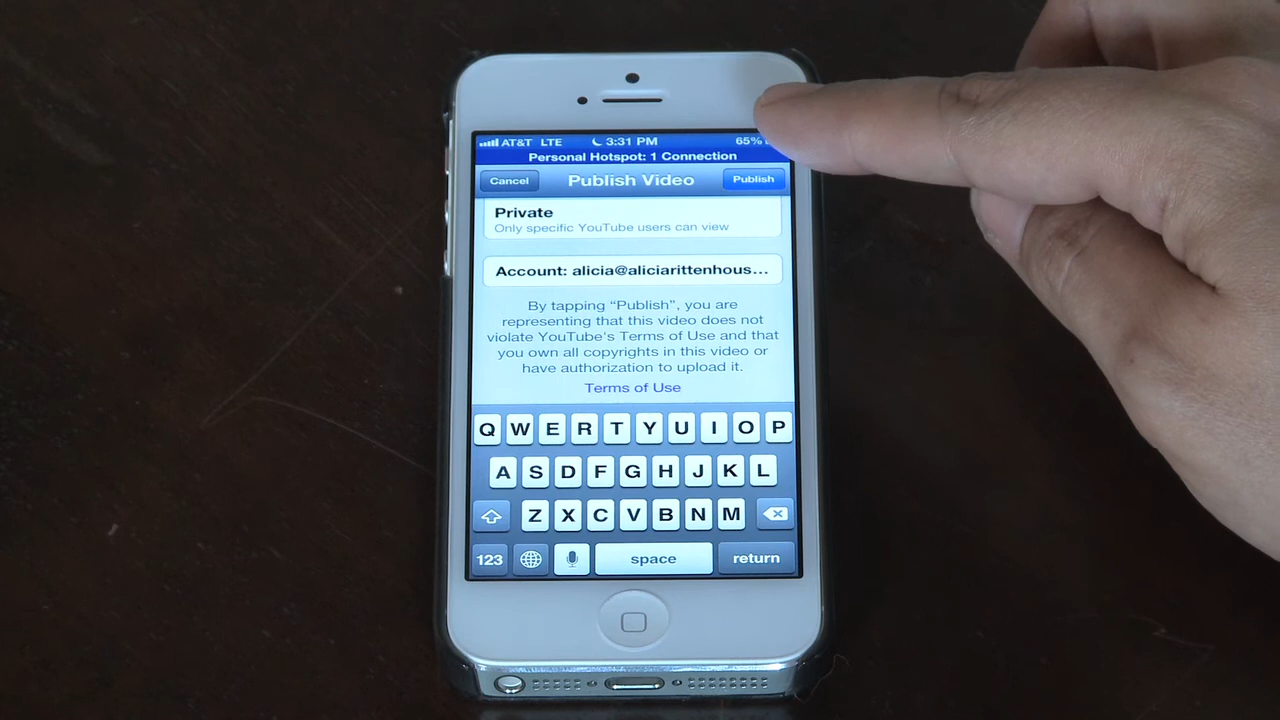 AT&T LTE 3:31 PM 65%
Personal Hotspot: 1 Connection
Cancel Publish Video Publish
Private
Only specific YouTube users can view
Account: alicia@aliciarittenhous...
By tapping “Publish”, you are
representing that this video does not
violate YouTube's Terms of Use and that
you own all copyrights in this video or
have authorization to upload it.
Terms of Use
Q W E R T Y U I O P
A S D F G H J K L
Z X C V B N M
123 space return